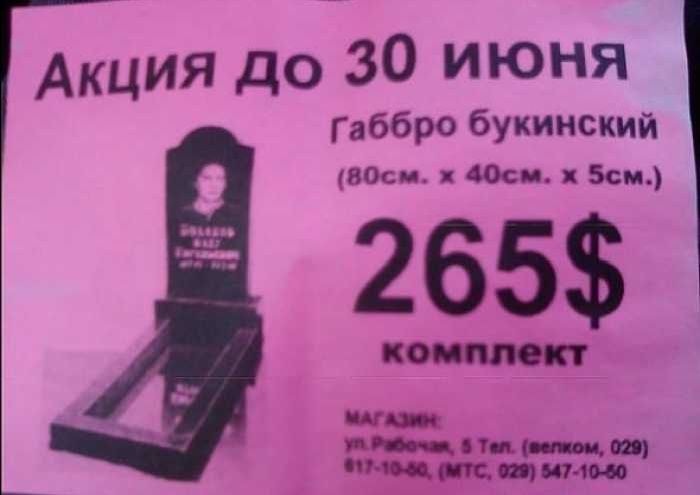 Акция до 30 июня
Габбро букинский
(80см. х 40см. х 5см.)
265$
комплект
МАГАЗИН:
ул.Рабочая, 5 Тел. (велком, 029)
617-10-50, (МТС, 029) 547-10-50